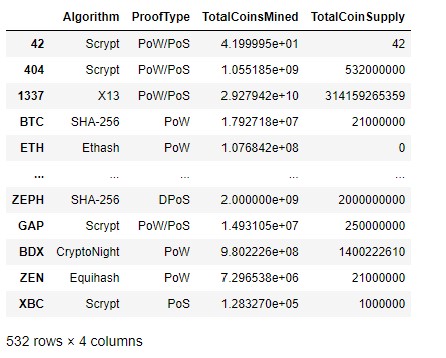 Algorithm ProofType TotalCoinsMined TotalCoinSupply
42 Scrypt PoW/PoS 4.199995e+01 42
404 Scrypt PoW/PoS 1.055185e+09 532000000
1337 X13 PoW/PoS 2.927942e+10 314159265359
BTC SHA-256 PoW 1.792718e+07 21000000
ETH Ethash PoW 1.076842e+08 0
... ... ... ... ...
ZEPH SHA-256 DPoS 2.000000e+09 2000000000
GAP Scrypt PoW/PoS 1.493105e+07 250000000
BDX CryptoNight PoW 9.802226e+08 1400222610
ZEN Equihash PoW 7.296538e+06 21000000
XBC Scrypt PoS 1.283270e+05 1000000
532 rows × 4 columns